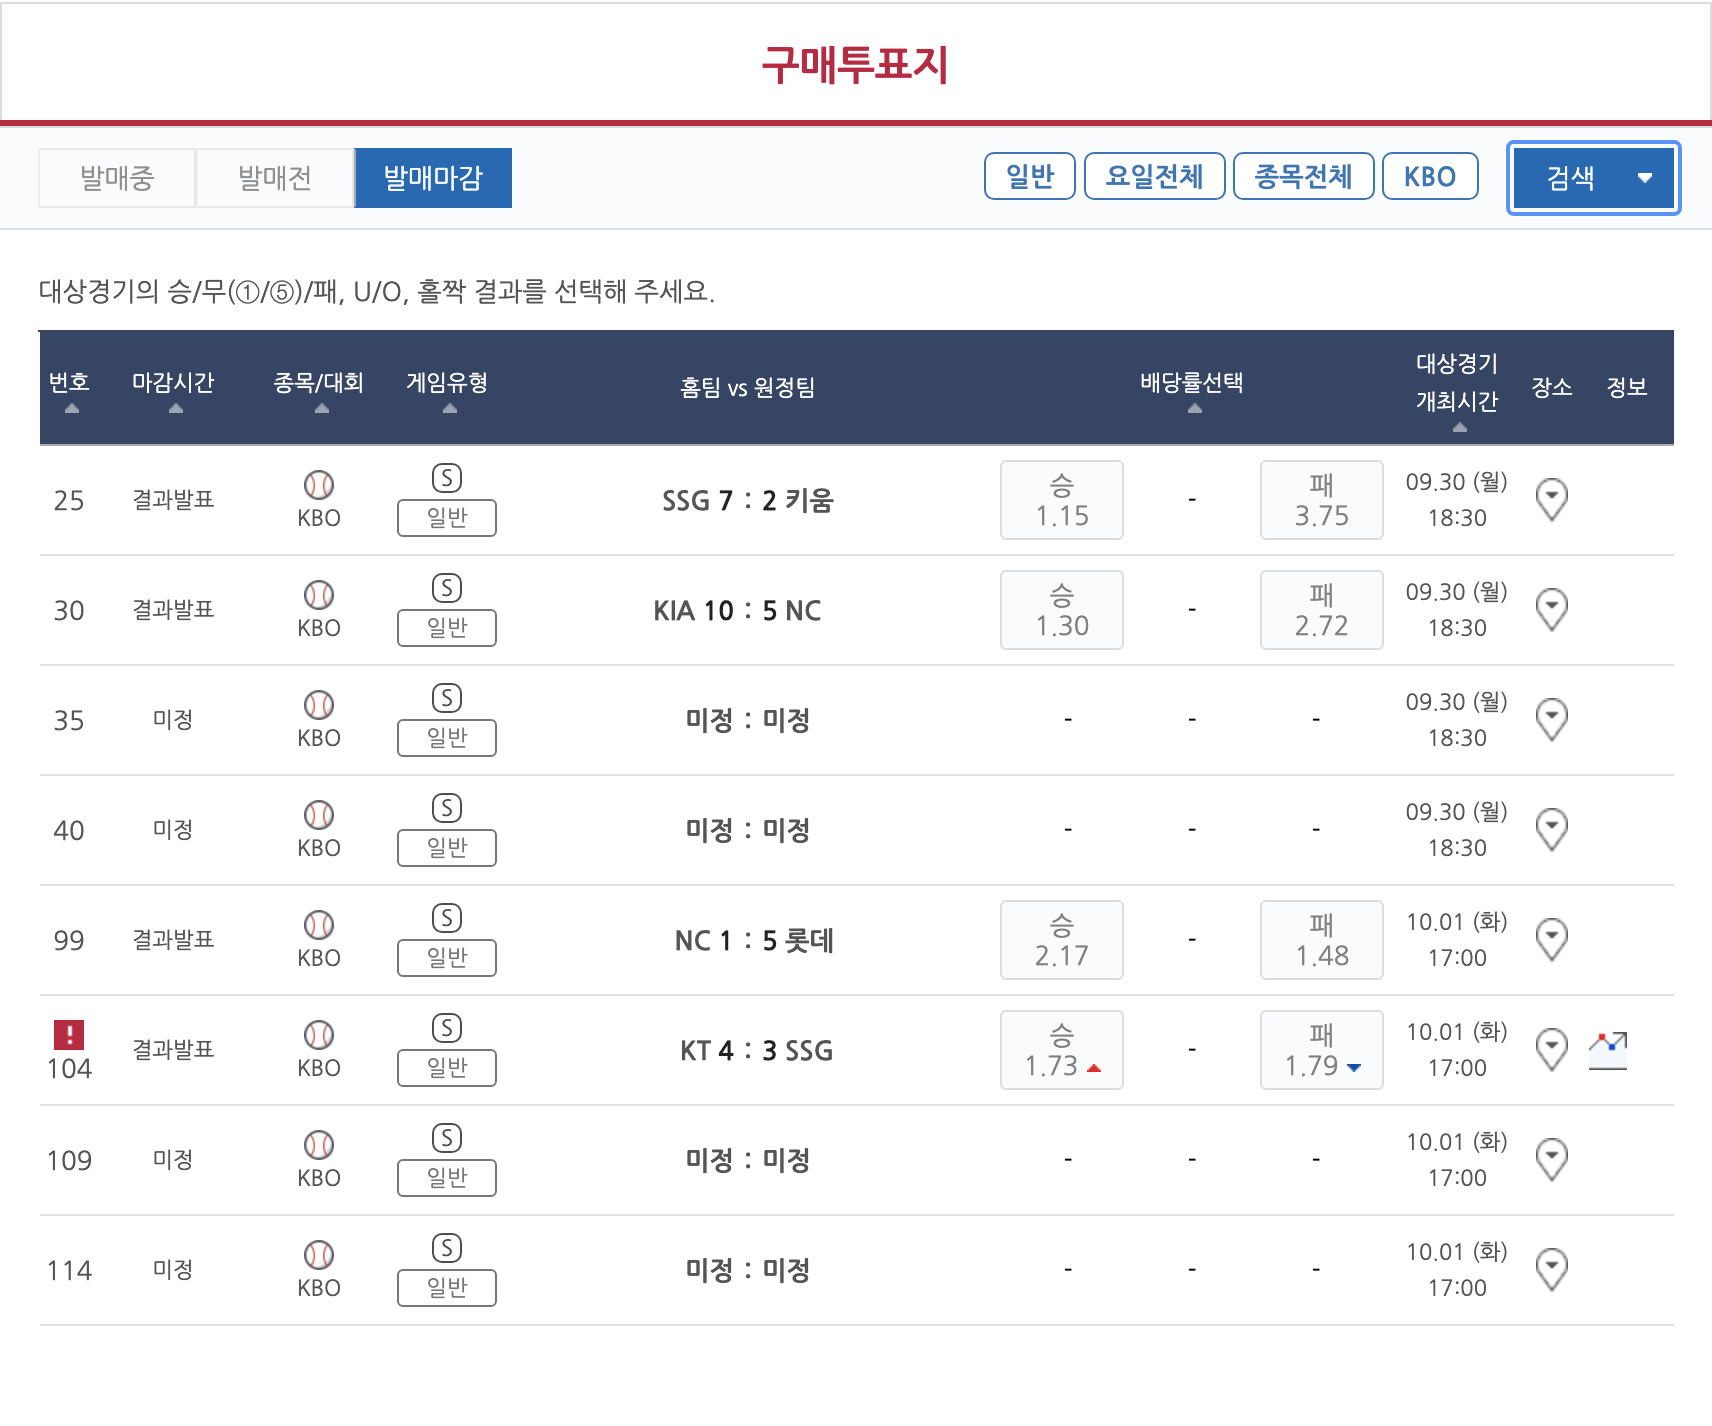 구매투표지
발매중 발매전 발매마감 일반 요일전체 종목전체 KBO 검색
대상경기의 승/무(①/⑤)/패, U/O, 홀짝 결과를 선택해 주세요.
번호 마감시간 종목/대회 게임유형 홈팀 vs 원정팀 배당률선택 대상경기 개최시간 장소 정보
25 결과발표 KBO S 일반 SSG 7 : 2 키움 승 1.15 - 패 3.75 09.30 (월) 18:30
30 결과발표 KBO S 일반 KIA 10 : 5 NC 승 1.30 - 패 2.72 09.30 (월) 18:30
35 미정 KBO S 일반 미정 : 미정 - - - 09.30 (월) 18:30
40 미정 KBO S 일반 미정 : 미정 - - - 09.30 (월) 18:30
99 결과발표 KBO S 일반 NC 1 : 5 롯데 승 2.17 - 패 1.48 10.01 (화) 17:00
! 104 결과발표 KBO S 일반 KT 4 : 3 SSG 승 1.73 - 패 1.79 10.01 (화) 17:00
109 미정 KBO S 일반 미정 : 미정 - - - 10.01 (화) 17:00
114 미정 KBO S 일반 미정 : 미정 - - - 10.01 (화) 17:00